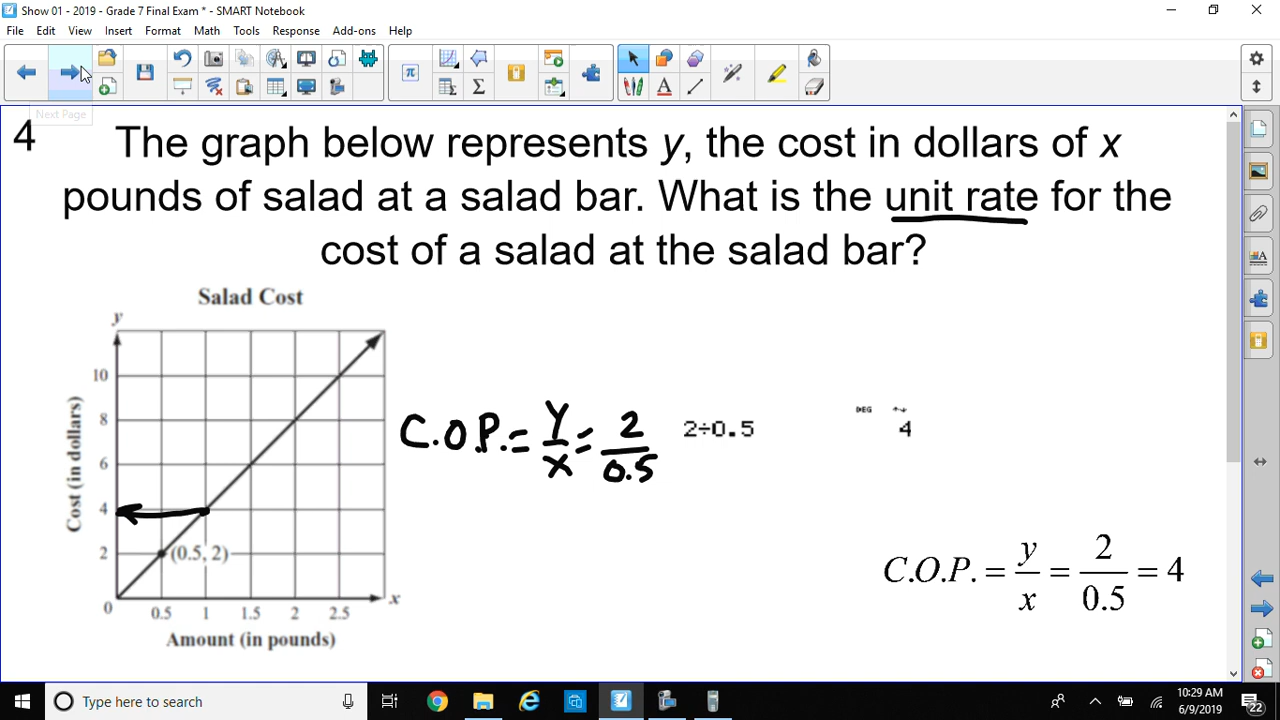 Show 01 - 2019 - Grade 7 Final Exam * - SMART Notebook
File Edit View Insert Format Math Tools Response Add-ons Help
Next Page
4
The graph below represents y, the cost in dollars of x
pounds of salad at a salad bar. What is the unit rate for the
cost of a salad at the salad bar?
Salad Cost
y
Cost (in dollars)
10
8
6
4
2
0
(0.5, 2)
0.5 1 1.5 2 2.5
x
Amount (in pounds)
C.O.P. = Y/X = 2/0.5
2÷0.5
DEG
4
C.O.P. = y/x = 2/0.5 = 4
Type here to search
10:29 AM
6/9/2019
22